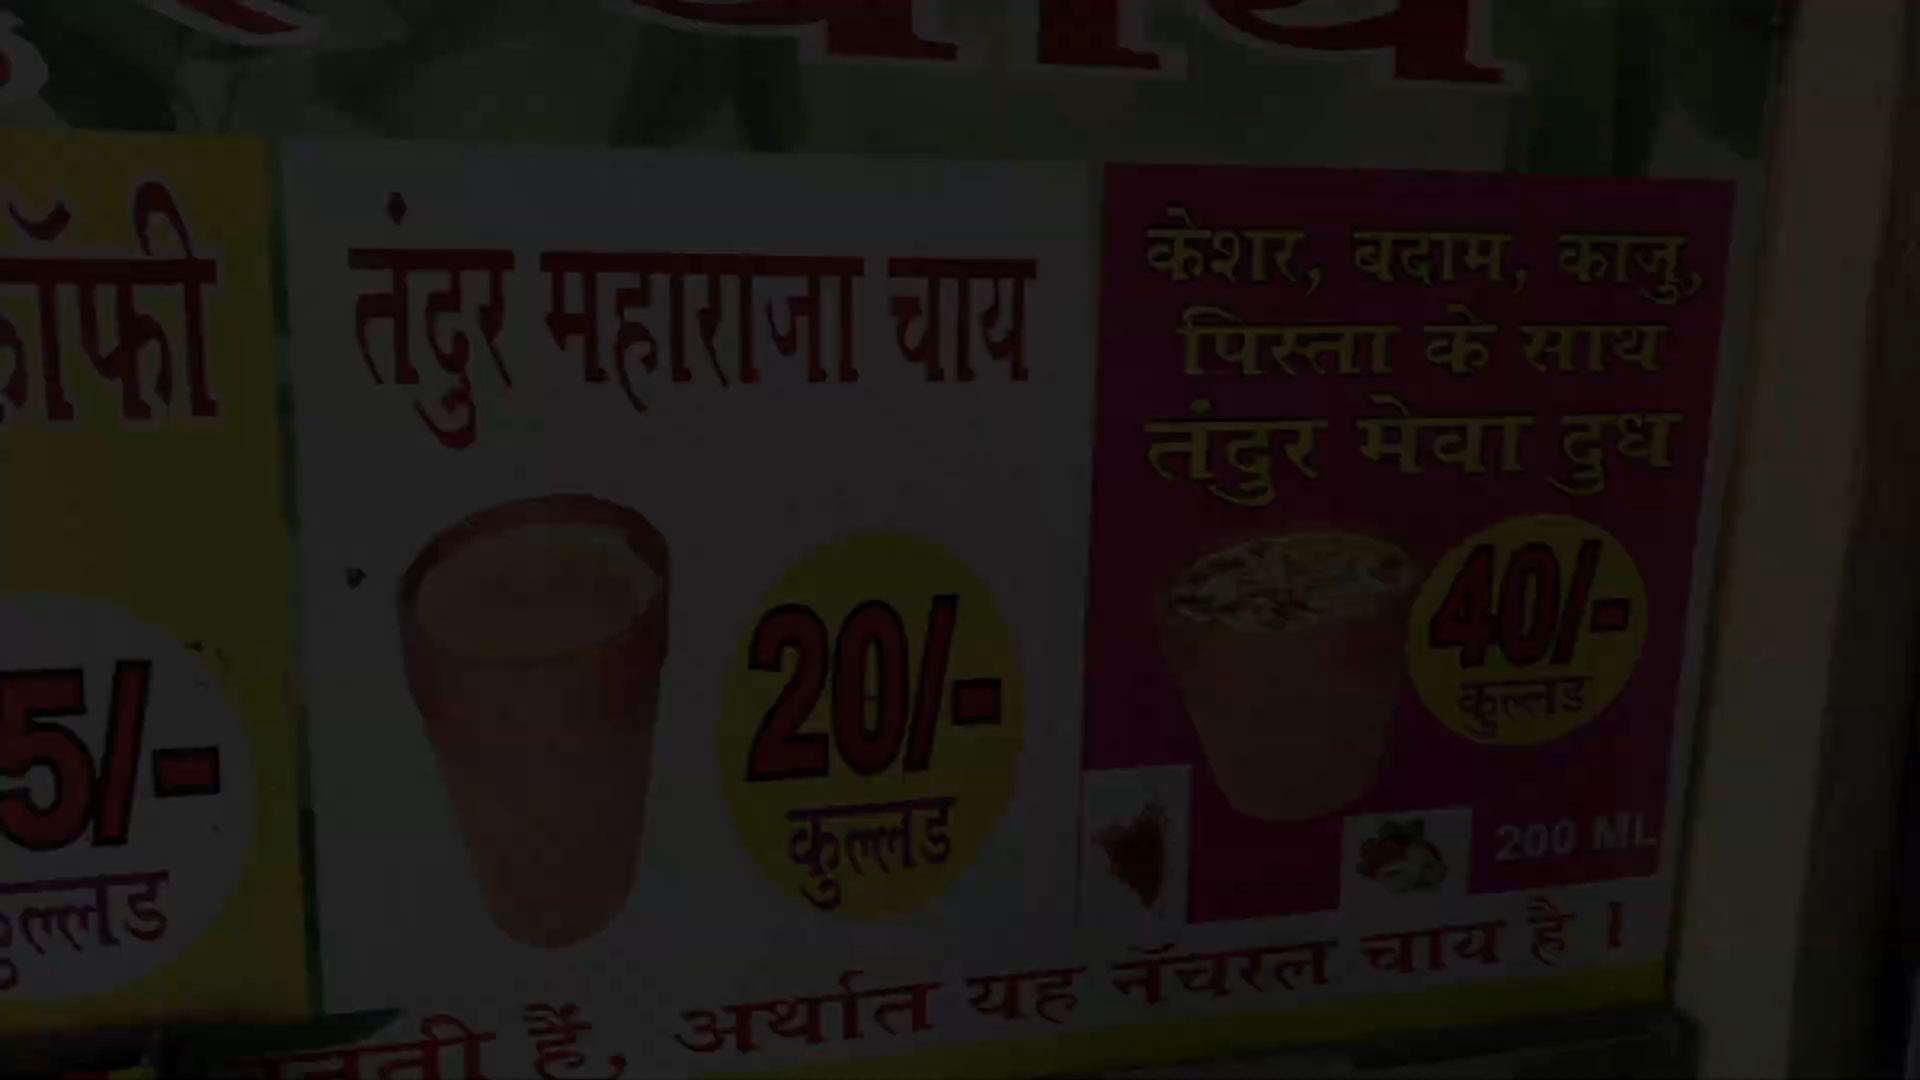 चाय
कॉफी
5/-
कुल्लड
तंदुर महाराजा चाय
20/-
कुल्लड
केशर, बदाम, काजु,
पिस्ता के साथ
तंदुर मेवा दुध
40/-
कुल्लड
200 ML
हैं, अर्थात यह नॅचरल चाय है ।